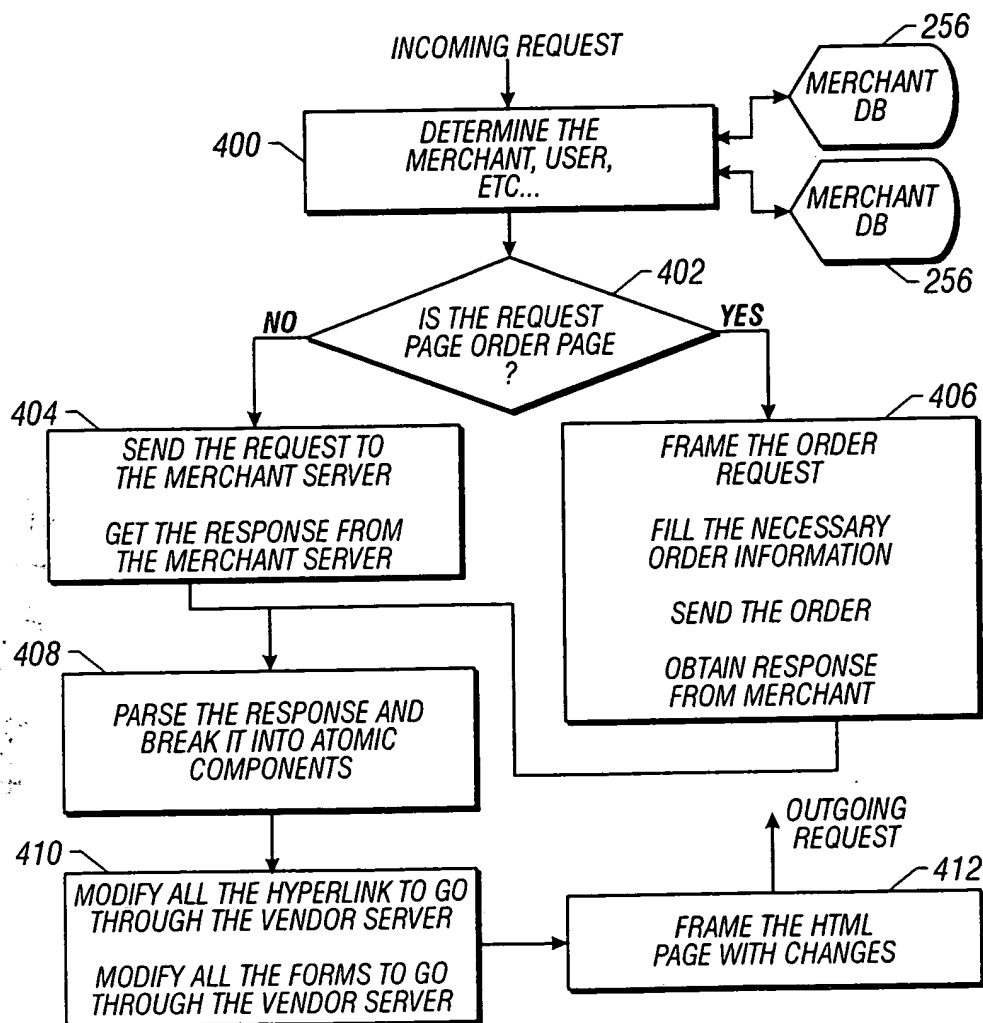 INCOMING REQUEST
256
MERCHANT
DB
400
DETERMINE THE
MERCHANT, USER,
ETC...
MERCHANT
DB
256
402
IS THE REQUEST
PAGE ORDER PAGE
?
NO
YES
404
SEND THE REQUEST TO
THE MERCHANT SERVER
GET THE RESPONSE FROM
THE MERCHANT SERVER
406
FRAME THE ORDER
REQUEST
FILL THE NECESSARY
ORDER INFORMATION
SEND THE ORDER
OBTAIN RESPONSE
FROM MERCHANT
408
PARSE THE RESPONSE AND
BREAK IT INTO ATOMIC
COMPONENTS
410
MODIFY ALL THE HYPERLINK TO GO
THROUGH THE VENDOR SERVER
MODIFY ALL THE FORMS TO GO
THROUGH THE VENDOR SERVER
OUTGOING
REQUEST
412
FRAME THE HTML
PAGE WITH CHANGES